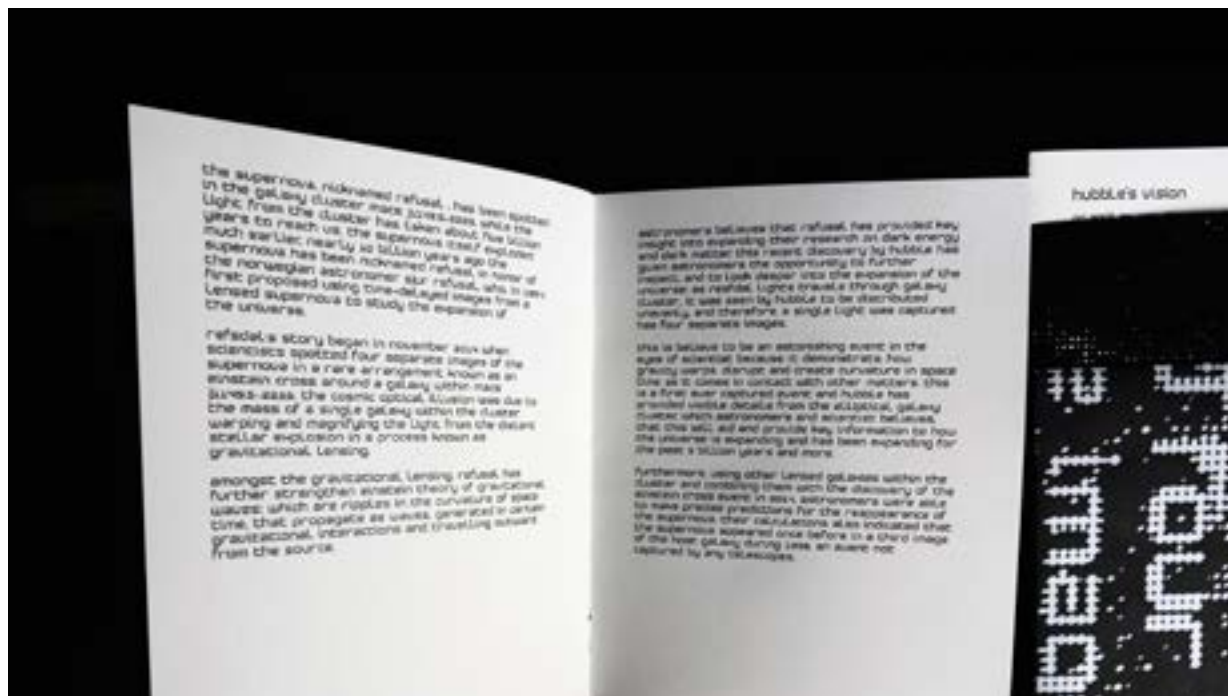 the supernova, nicknamed refusal, has been spotted
in the galaxy cluster macs j1149.5+2223. while the
light from the cluster has taken about five billion
years to reach us, the supernova itself exploded
much earlier, nearly 10 billion years ago. the
supernova has been nicknamed refusal, in honor of
the norwegian astronomer sjur refusal, who, in 1964
first proposed using time-delayed images from a
lensed supernova to study the expansion of
the universe.
refsdal's story began in november 2014 when
scientists spotted four separate images of the
supernova in a rare arrangement known as an
einstein cross around a galaxy within macs
the cosmic optical illusion was due to
the mass of a single galaxy within the cluster
warping and magnifying the light from the distant
stellar explosion in a process known as
gravitational lensing.
amongst the gravitational lensing refusal has
further strengthen einstein theory of gravitational
waves; which are ripples in the curvature of space
time, that propagate as waves, generated in certain
gravitational interactions and travelling outward
from the source.
astronomers believes that refusal has provided key
insight into expanding their research on dark energy
and dark matter. this recent discovery by hubble has
given astronomers the opportunity to further
inspect, and to look deeper into the expansion of the
universe as refsdal lights travels through galaxy
cluster, it was seen by hubble to be distributed
unevenly, and therefore, a single light was captured
has four separate images.
this is believe to be an astonishing event in the
eyes of scientist because it demonstrate, how
gravity warps, disrupt and create curvature in space
time as it comes in contact with other matters. this
is a first ever captured event and hubble has
provided visible details from the elliptical galaxy
cluster, which astronomers and scientist believes,
that this will aid and provide key information to how
the universe is expanding and has been expanding for
the past billion years and more.
furthermore, using other lensed galaxies within the
cluster and combining them with the discovery of the
einstein cross event in 2014, astronomers were able
to make precise predictions for the reappearance of
the supernova. their calculations also indicated that
the supernova appeared once before in a third image
of the host galaxy during 1998 an event not
captured by any telescopes.
hubble's vision
four
imag